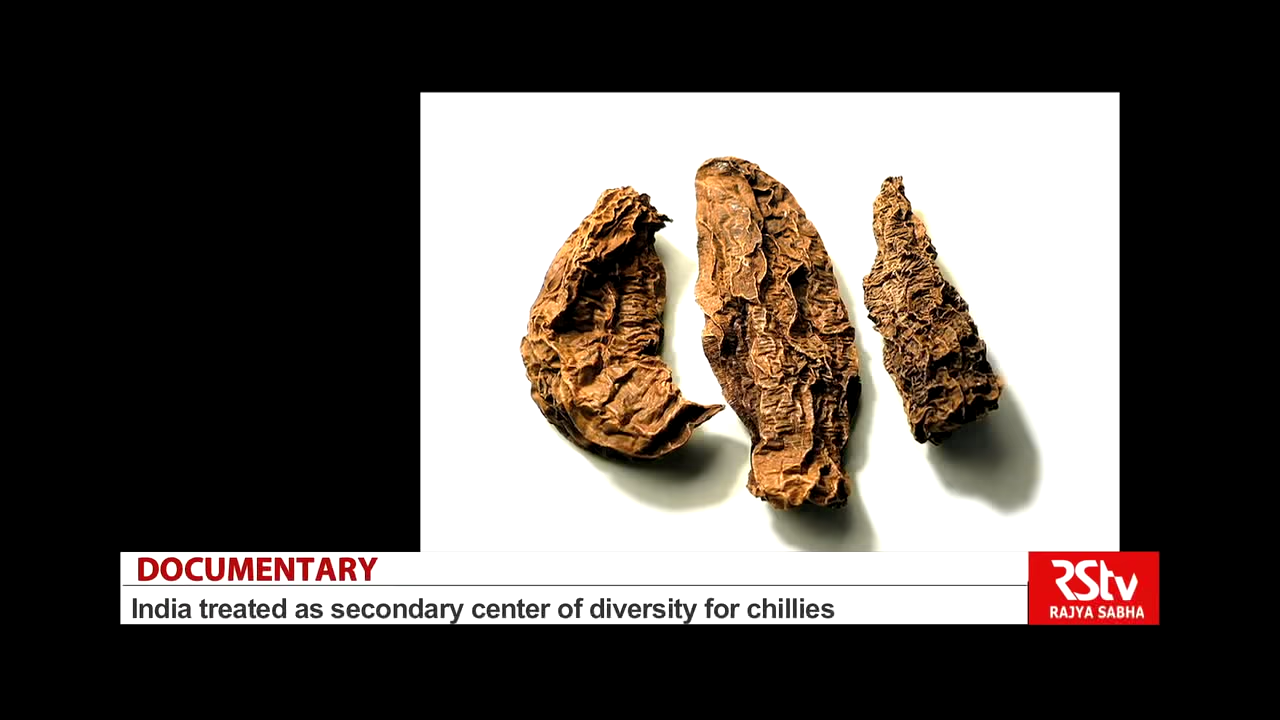 DOCUMENTARY
India treated as secondary center of diversity for chillies
RStv
RAJYA SABHA